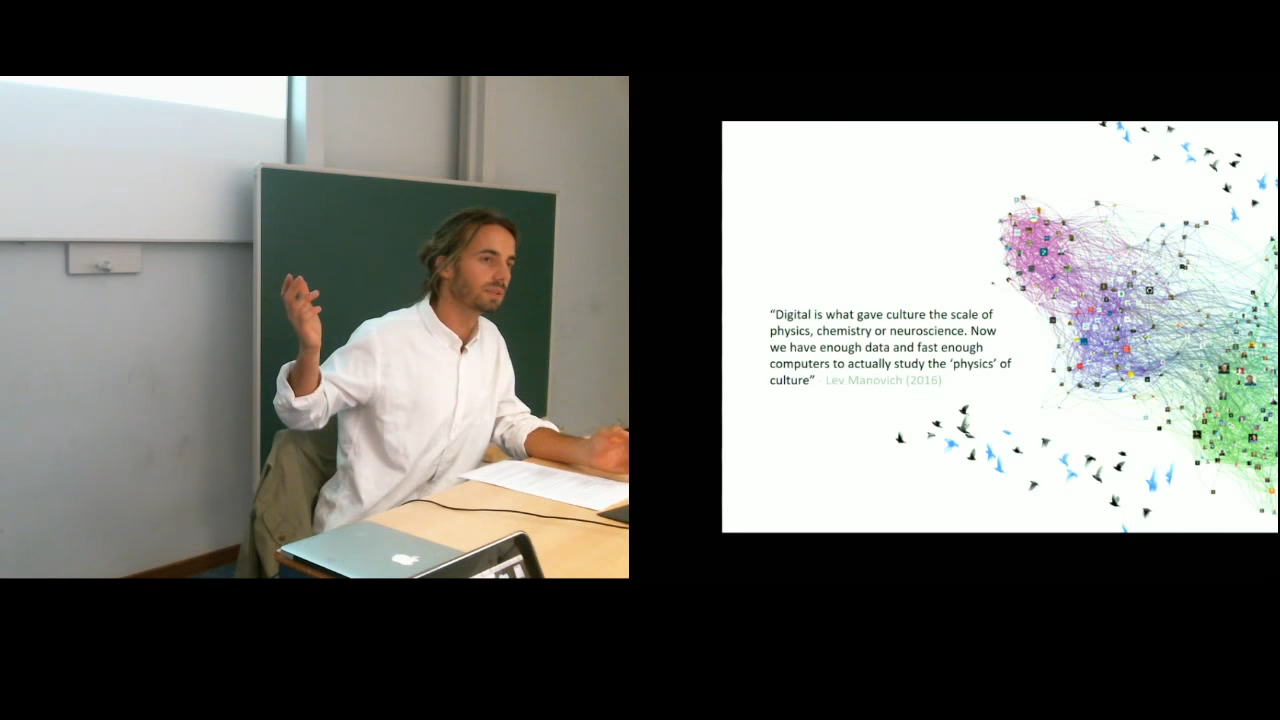 “Digital is what gave culture the scale of
physics, chemistry or neuroscience. Now
we have enough data and fast enough
computers to actually study the ‘physics’ of
culture” - Lev Manovich (2016)